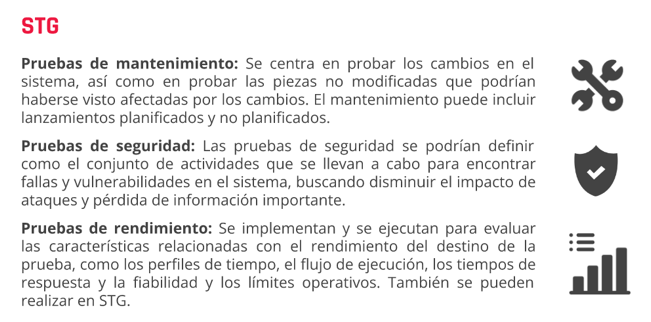 STG
Pruebas de mantenimiento: Se centra en probar los cambios en el
sistema, así como en probar las piezas no modificadas que podrían
haberse visto afectadas por los cambios. El mantenimiento puede incluir
lanzamientos planificados y no planificados.
Pruebas de seguridad: Las pruebas de seguridad se podrían definir
como el conjunto de actividades que se llevan a cabo para encontrar
fallas y vulnerabilidades en el sistema, buscando disminuir el impacto de
ataques y pérdida de información importante.
Pruebas de rendimiento: Se implementan y se ejecutan para evaluar
las características relacionadas con el rendimiento del destino de la
prueba, como los perfiles de tiempo, el flujo de ejecución, los tiempos de
respuesta y la fiabilidad y los límites operativos. También se pueden
realizar en STG.